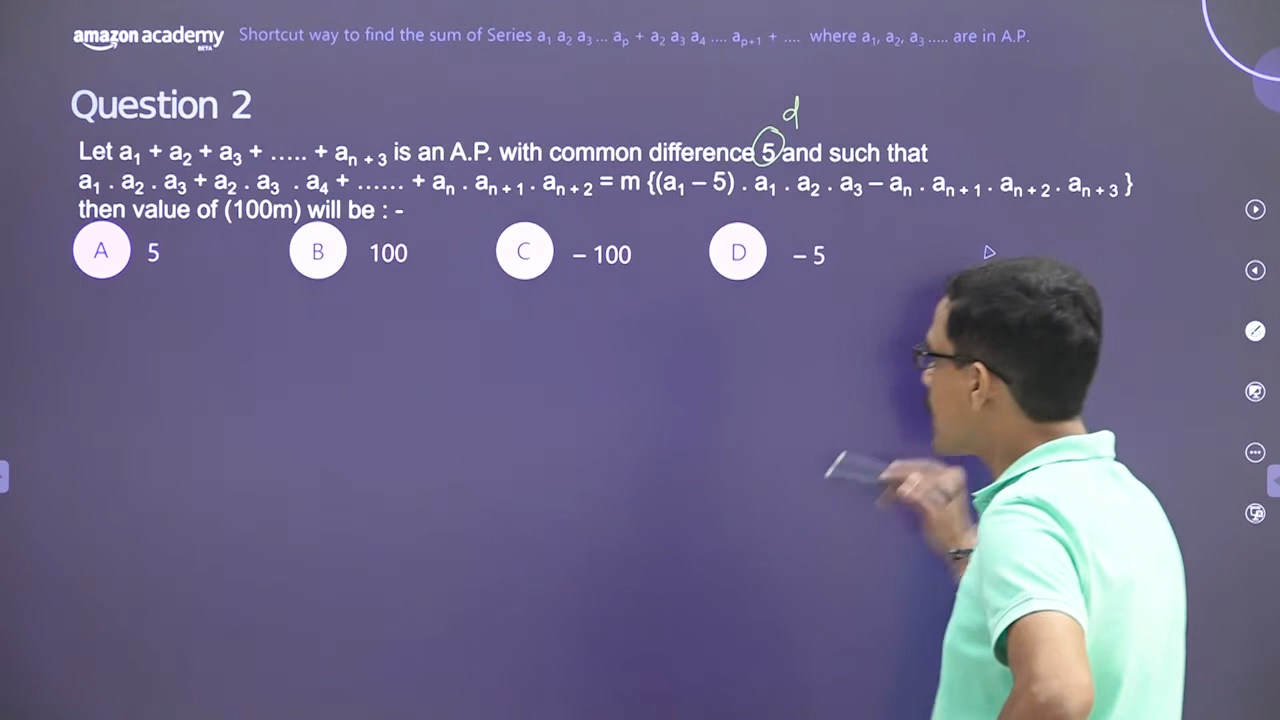 amazon academy BETA Shortcut way to find the sum of Series a₁ a₂ a₃ ... aₚ + a₂ a₃ a₄ .... aₚ₊₁ + .... where a₁, a₂, a₃ ..... are in A.P.
Question 2
d
Let a₁ + a₂ + a₃ + ..... + aₙ ₊ ₃ is an A.P. with common difference 5 and such that
a₁ . a₂ . a₃ + a₂ . a₃ . a₄ + ...... + aₙ . aₙ ₊ ₁ . aₙ ₊ ₂ = m {(a₁ – 5) . a₁ . a₂ . a₃ – aₙ . aₙ ₊ ₁ . aₙ ₊ ₂ . aₙ ₊ ₃ }
then value of (100m) will be : -
A 5 B 100 C – 100 D – 5